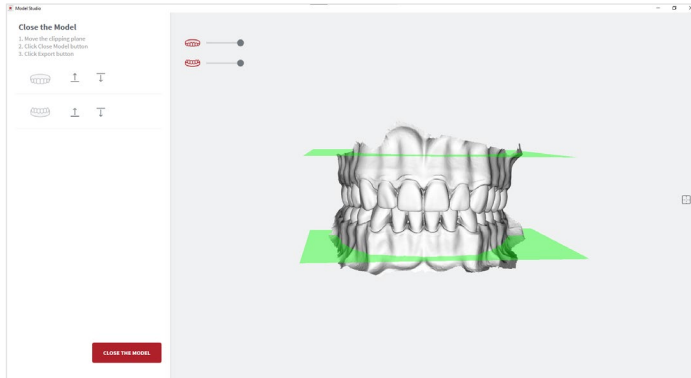 Model Studio
Close the Model
1. Move the clipping plane
2. Click Close Model button
3. Click Export button
CLOSE THE MODEL